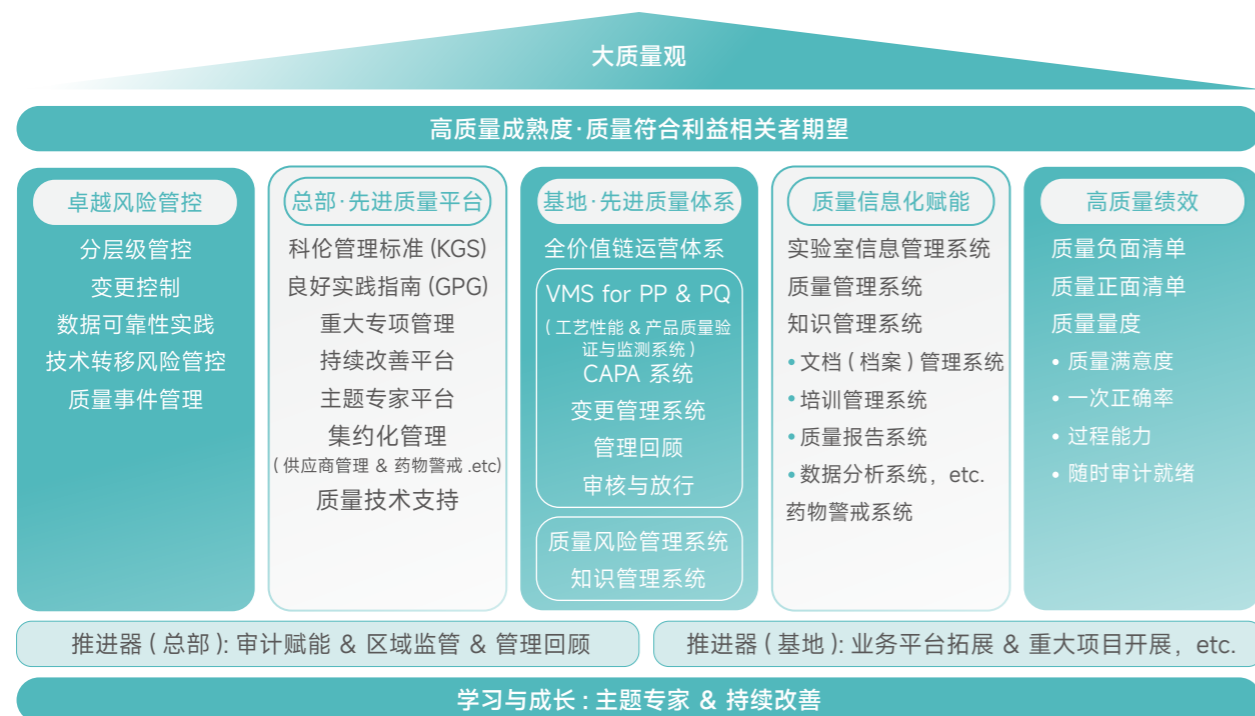 大质量观
高质量成熟度·质量符合利益相关者期望
卓越风险管控
分层级管控
变更控制
数据可靠性实践
技术转移风险管控
质量事件管理
总部·先进质量平台
科伦管理标准 (KGS)
良好实践指南 (GPG)
重大专项管理
持续改善平台
主题专家平台
集约化管理
( 供应商管理 & 药物警戒 .etc)
质量技术支持
基地·先进质量体系
全价值链运营体系
VMS for PP & PQ
( 工艺性能 & 产品质量验
证与监测系统 )
CAPA 系统
变更管理系统
管理回顾
审核与放行
质量风险管理系统
知识管理系统
质量信息化赋能
实验室信息管理系统
质量管理系统
知识管理系统
• 文档 ( 档案 ) 管理系统
• 培训管理系统
• 质量报告系统
• 数据分析系统，etc.
药物警戒系统
高质量绩效
质量负面清单
质量正面清单
质量量度
• 质量满意度
• 一次正确率
• 过程能力
• 随时审计就绪
推进器 ( 总部 ): 审计赋能 & 区域监管 & 管理回顾
推进器 ( 基地 ): 业务平台拓展 & 重大项目开展，etc.
学习与成长 : 主题专家 & 持续改善